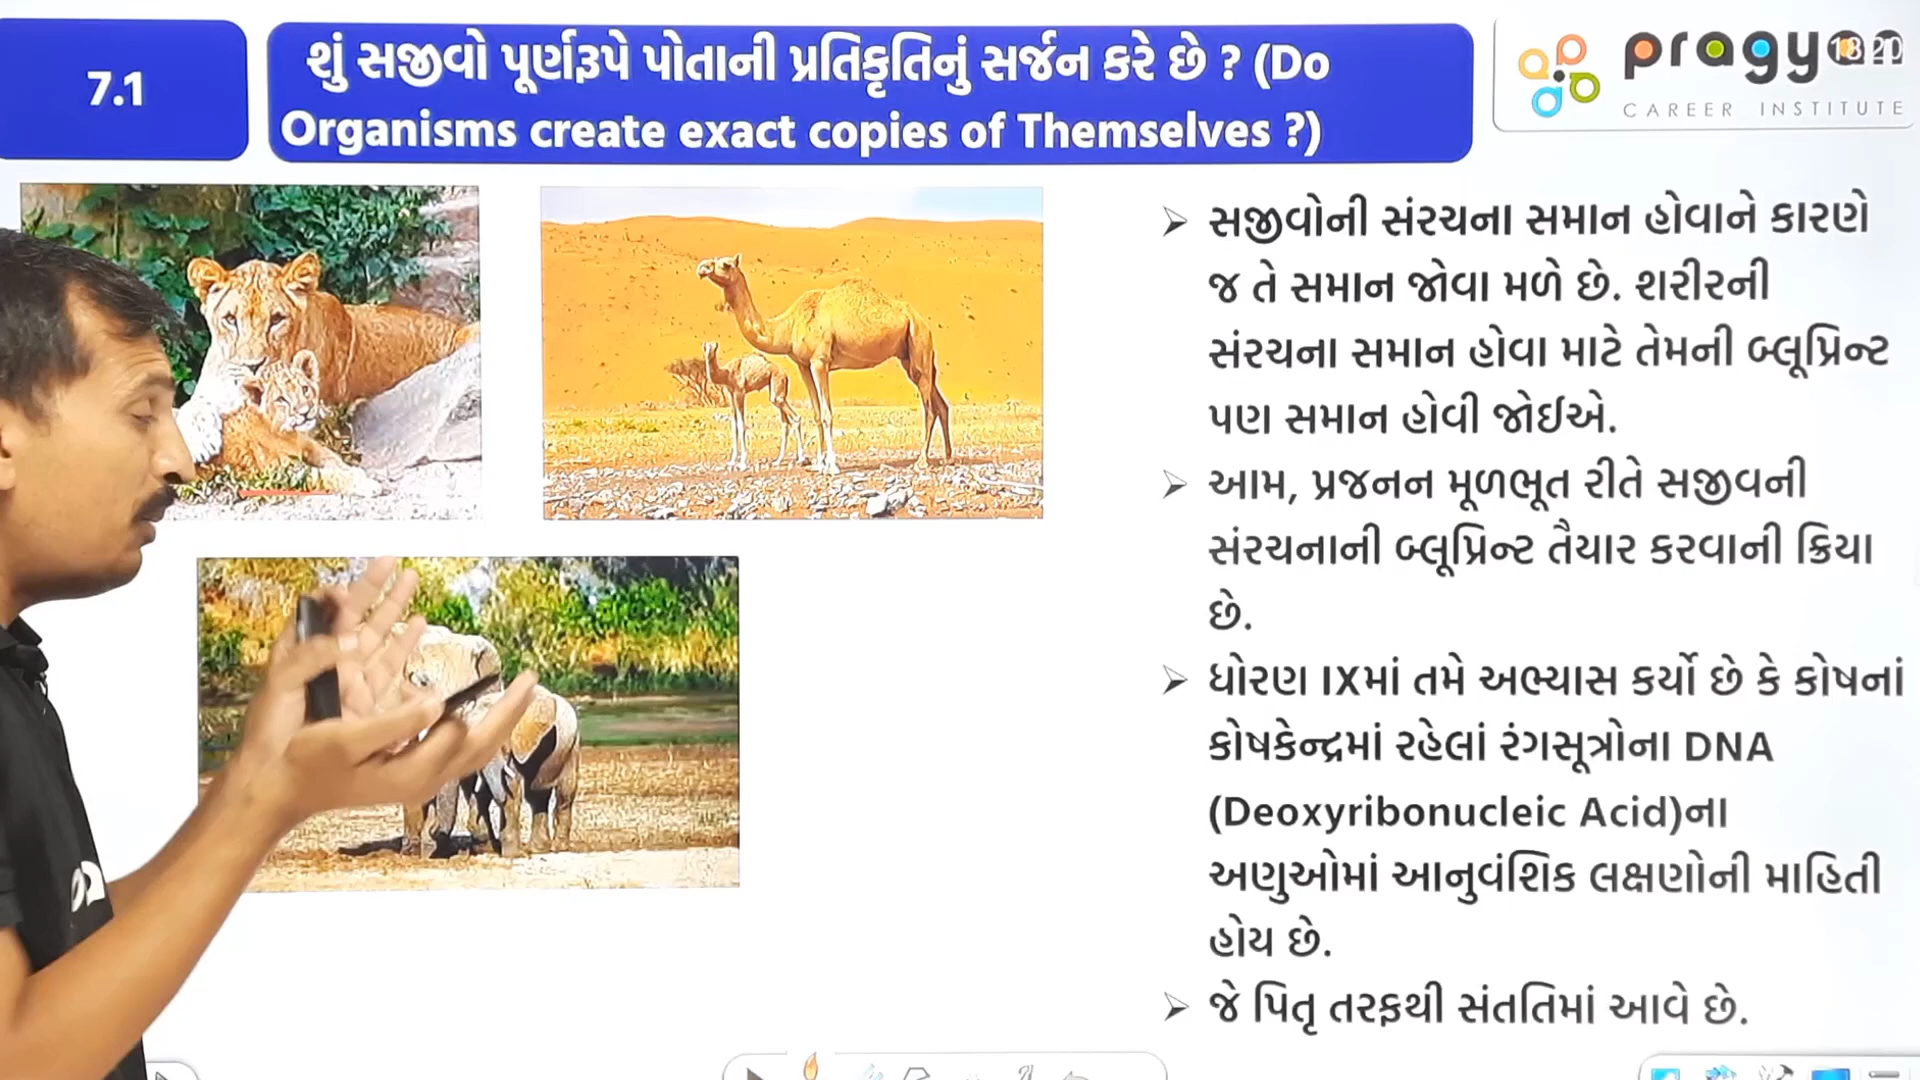 7.1
શું સજીવો પૂર્ણરૂપે પોતાની પ્રતિકૃતિનું સર્જન કરે છે ? (Do
Organisms create exact copies of Themselves ?)
pragyan
18:20
CAREER INSTITUTE
➢ સજીવોની સંરચના સમાન હોવાને કારણે
જ તે સમાન જોવા મળે છે. શરીરની
સંરચના સમાન હોવા માટે તેમની બ્લૂપ્રિન્ટ
પણ સમાન હોવી જોઈએ.
➢ આમ, પ્રજનન મૂળભૂત રીતે સજીવની
સંરચનાની બ્લૂપ્રિન્ટ તૈયાર કરવાની ક્રિયા
છે.
➢ ધોરણ IXમાં તમે અભ્યાસ કર્યો છે કે કોષનાં
કોષકેન્દ્રમાં રહેલાં રંગસૂત્રોના DNA
(Deoxyribonucleic Acid)ના
અણુઓમાં આનુવંશિક લક્ષણોની માહિતી
હોય છે.
➢ જે પિતૃ તરફથી સંતતિમાં આવે છે.